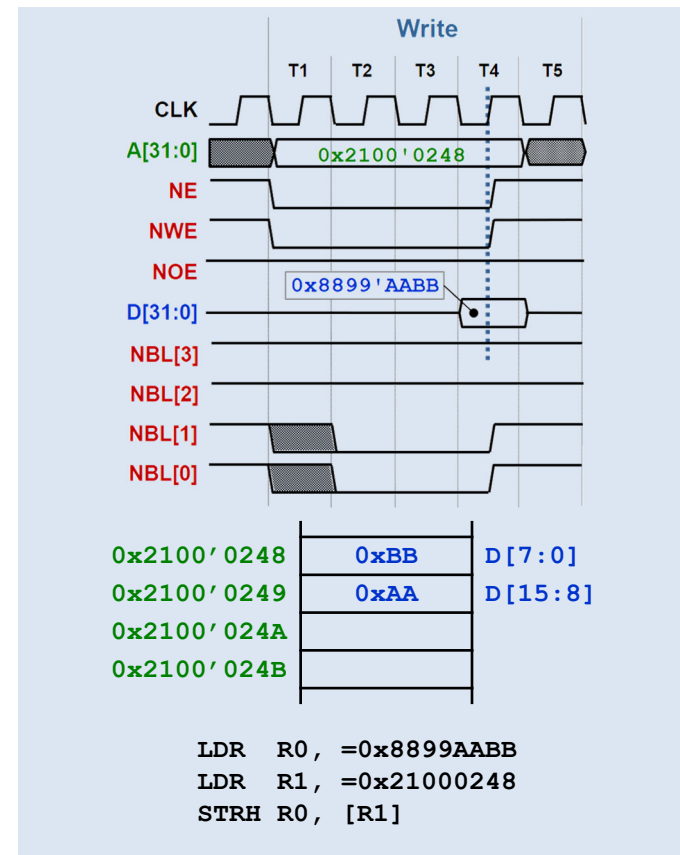 Write
T1 T2 T3 T4 T5
CLK
A[31:0] 0x2100'0248
NE
NWE
NOE
0x8899'AABB
D[31:0]
NBL[3]
NBL[2]
NBL[1]
NBL[0]
0x2100’0248 0xBB D[7:0]
0x2100’0249 0xAA D[15:8]
0x2100’024A
0x2100’024B
LDR R0, =0x8899AABB
LDR R1, =0x21000248
STRH R0, [R1]